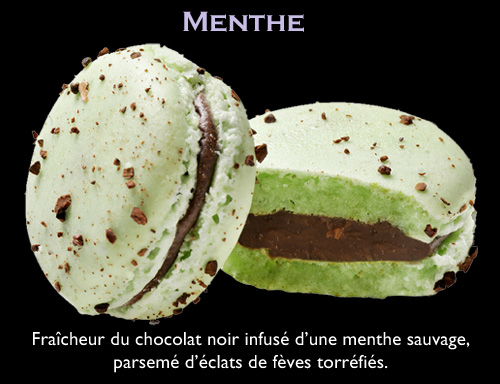 MENTHE
Fraîcheur du chocolat noir infusé d’une menthe sauvage,
parsemé d’éclats de fèves torréfiés.